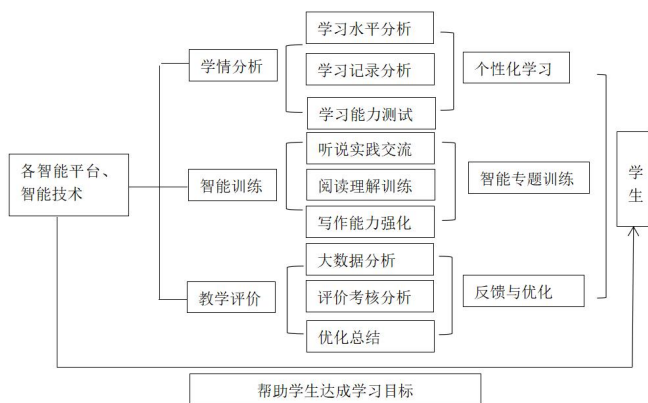 学习水平分析
学情分析
学习记录分析
个性化学习
学习能力测试
各智能平台、
智能技术
听说实践交流
智能训练
阅读理解训练
智能专题训练
写作能力强化
学
生
大数据分析
教学评价
评价考核分析
反馈与优化
优化总结
帮助学生达成学习目标